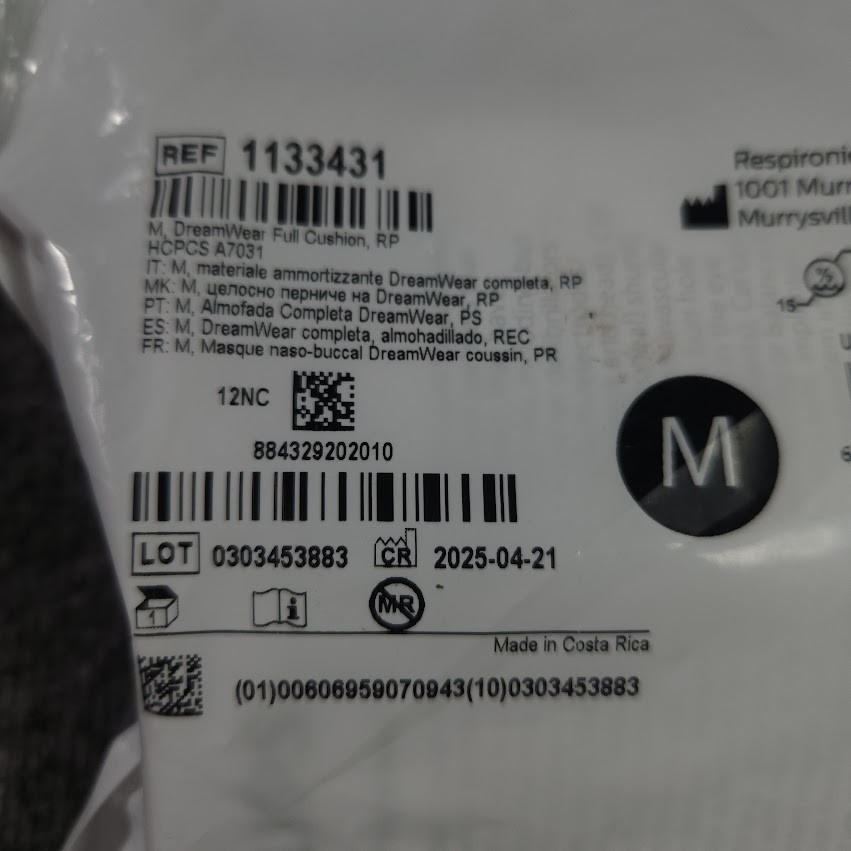 REF 1133431
M, DreamWear Full Cushion, RP
HCPCS A7031
IT: M, materiale ammortizzante DreamWear completa, RP
MK: M, целосно перниче на DreamWear, RP
PT: M, Almofada Completa DreamWear, PS
ES: M, DreamWear completa, almohadillado, REC
FR: M, Masque naso-buccal DreamWear coussin, PR
12NC
884329202010
LOT 0303453883 CR 2025-04-21
1 i MR
Made in Costa Rica
(01)00606959070943(10)0303453883
M
Respironi
1001 Murr
Murrysvill
%
15